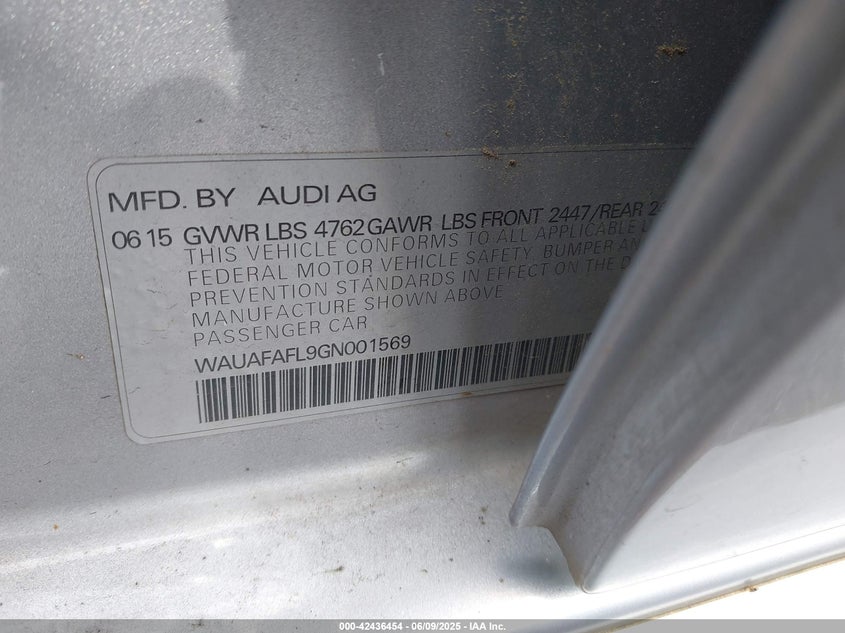 MFD. BY AUDI AG
06 15 GVWR LBS 4762 GAWR LBS FRONT 2447/REAR
THIS VEHICLE CONFORMS TO ALL APPLICABLE
FEDERAL MOTOR VEHICLE SAFETY, BUMPER
PREVENTION STANDARDS IN EFFECT ON THE
MANUFACTURE SHOWN ABOVE
PASSENGER CAR
WAUAFAFL9GN001569
000-42436454 - 06/09/2025 - IAA Inc.